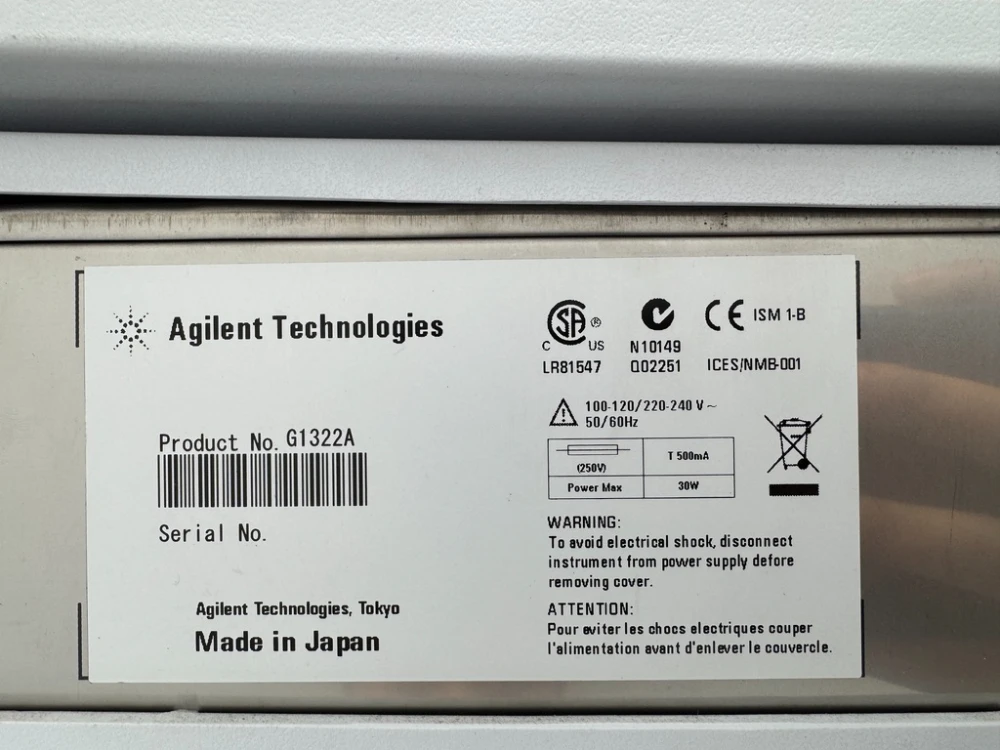 Agilent Technologies
Product No. G1322A
Serial No.
Agilent Technologies, Tokyo
Made in Japan
SA ®
C US
LR81547
N10149
Q02251
CE ISM 1-B
ICES/NMB-001
100-120/220-240 V ~
50/60Hz
(250V) T 500mA
Power Max 30W
WARNING:
To avoid electrical shock, disconnect
instrument from power supply defore
removing cover.
ATTENTION:
Pour eviter les chocs electriques couper
l'alimentation avant d'enlever le couvercle.